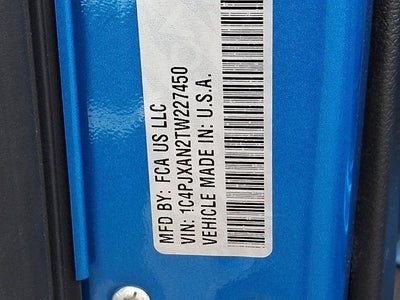 MFD BY: FCA US LLC
VIN: 1C4PJXAN2TW227450
VEHICLE MADE IN: U.S.A.